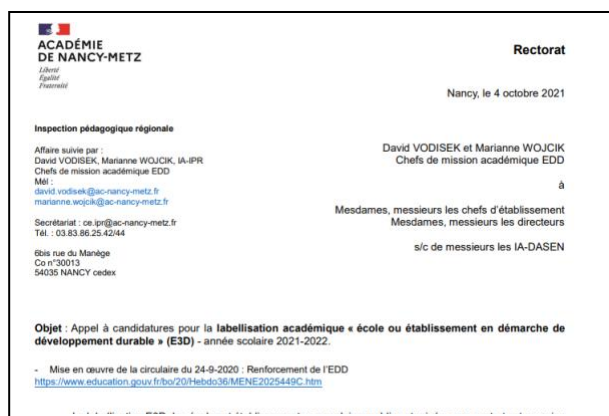 ACADÉMIE
DE NANCY-METZ
Liberté
Égalité
Fraternité
Rectorat
Nancy, le 4 octobre 2021
Inspection pédagogique régionale
Affaire suivie par :
David VODISEK, Marianne WOJCIK, IA-IPR
Chefs de mission académique EDD
Mél :
david.vodisek@ac-nancy-metz.fr
marianne.wojcik@ac-nancy-metz.fr
Secrétariat : ce.ipr@ac-nancy-metz.fr
Tél. : 03.83.86.25.42/44
6bis rue du Manège
Co n°30013
54035 NANCY cedex
David VODISEK et Marianne WOJCIK
Chefs de mission académique EDD
à
Mesdames, messieurs les chefs d'établissement
Mesdames, messieurs les directeurs
s/c de messieurs les IA-DASEN
Objet : Appel à candidatures pour la labellisation académique « école ou établissement en démarche de
développement durable » (E3D) - année scolaire 2021-2022.
- Mise en œuvre de la circulaire du 24-9-2020 : Renforcement de l'EDD
https://www.education.gouv.fr/bo/20/Hebdo36/MENE2025449C.htm